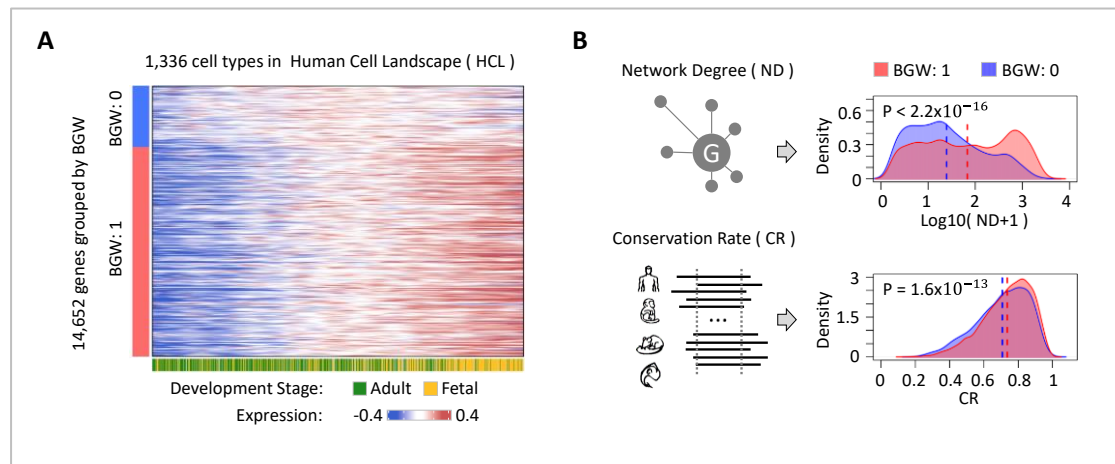 A
1,336 cell types in Human Cell Landscape ( HCL )
14,652 genes grouped by BGW
BGW: 0
BGW: 1
Development Stage: Adult Fetal
Expression: -0.4 0.4
B
Network Degree ( ND )
G
BGW: 1 BGW: 0
P < 2.2x10⁻¹⁶
Density
0.6
0.3
0
0 1 2 3 4
Log10( ND+1 )
Conservation Rate ( CR )
...
P = 1.6x10⁻¹³
Density
3
1.5
0
0 0.2 0.4 0.6 0.8 1
CR